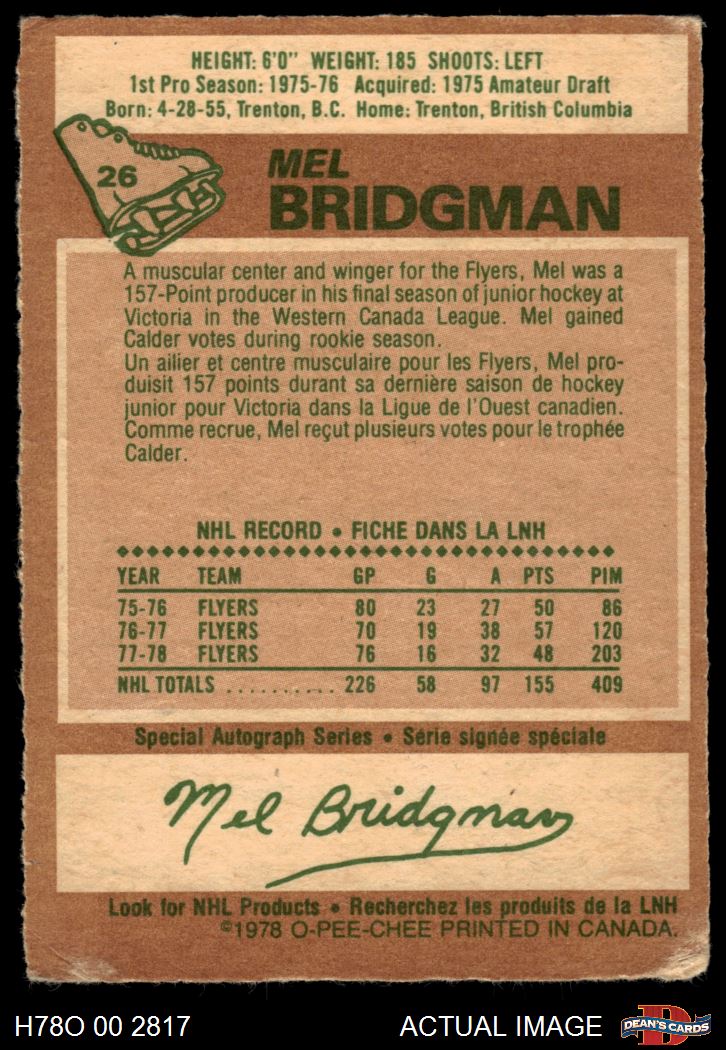 HEIGHT: 6'0" WEIGHT: 185 SHOOTS: LEFT
1st Pro Season: 1975-76 Acquired: 1975 Amateur Draft
Born: 4-28-55, Trenton, B.C. Home: Trenton, British Columbia
26
MEL
BRIDGMAN
A muscular center and winger for the Flyers, Mel was a
157-Point producer in his final season of junior hockey at
Victoria in the Western Canada League. Mel gained
Calder votes during rookie season.
Un ailier et centre musculaire pour les Flyers, Mel pro-
duisit 157 points durant sa dernière saison de hockey
junior pour Victoria dans la Ligue de l'Ouest canadien.
Comme recrue, Mel reçut plusieurs votes pour le trophée
Calder.
NHL RECORD • FICHE DANS LA LNH
YEAR TEAM GP G A PTS PIM
75-76 FLYERS 80 23 27 50 86
76-77 FLYERS 70 19 38 57 120
77-78 FLYERS 76 16 32 48 203
NHL TOTALS .......... 226 58 97 155 409
Special Autograph Series • Série signée spéciale
Mel Bridgman
Look for NHL Products • Recherchez les produits de la LNH
©1978 O-PEE-CHEE PRINTED IN CANADA.
H78O 00 2817
ACTUAL IMAGE
D
DEAN'S CARDS